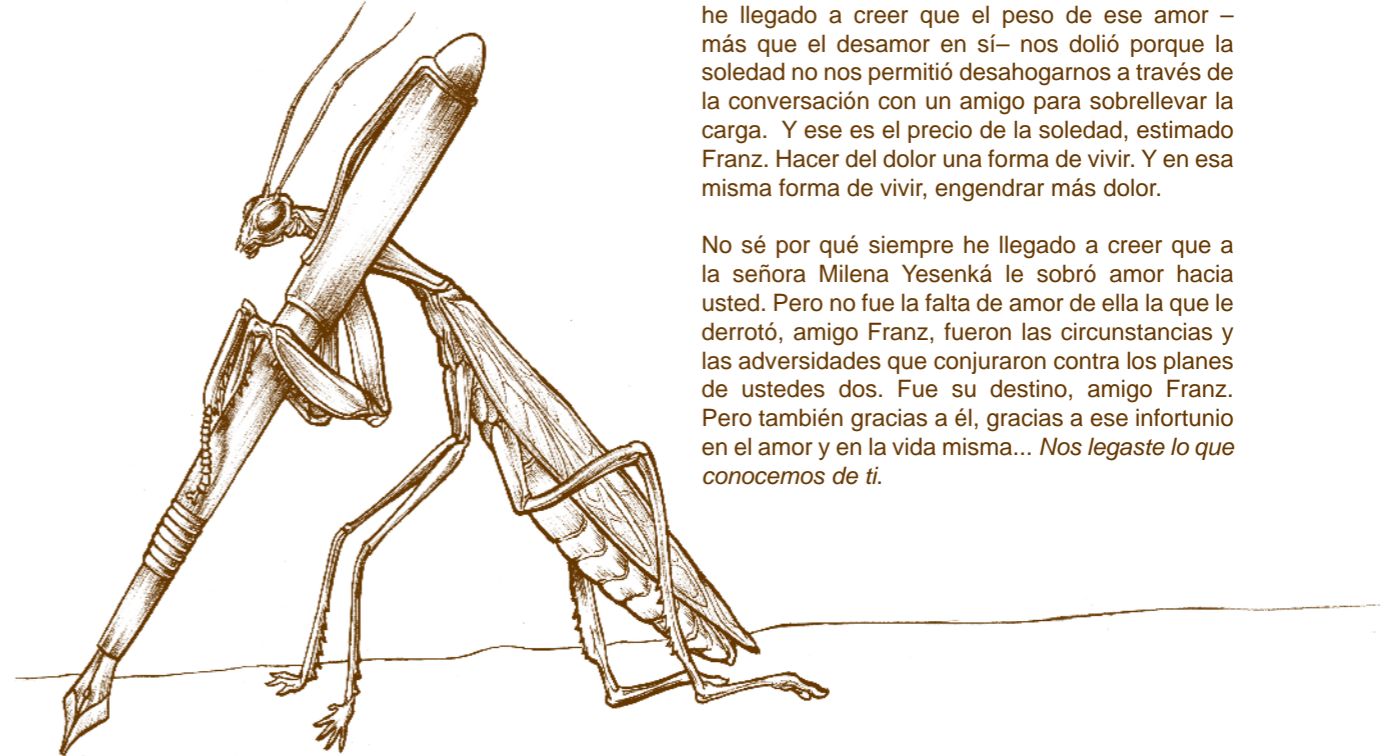 he llegado a creer que el peso de ese amor –
más que el desamor en sí– nos dolió porque la
soledad no nos permitió desahogarnos a través de
la conversación con un amigo para sobrellevar la
carga.  Y ese es el precio de la soledad, estimado
Franz. Hacer del dolor una forma de vivir. Y en esa
misma forma de vivir, engendrar más dolor.

No sé por qué siempre he llegado a creer que a
la señora Milena Yesenká le sobró amor hacia
usted. Pero no fue la falta de amor de ella la que le
derrotó, amigo Franz, fueron las circunstancias y
las adversidades que conjuraron contra los planes
de ustedes dos. Fue su destino, amigo Franz.
Pero también gracias a él, gracias a ese infortunio
en el amor y en la vida misma... Nos legaste lo que
conocemos de ti.